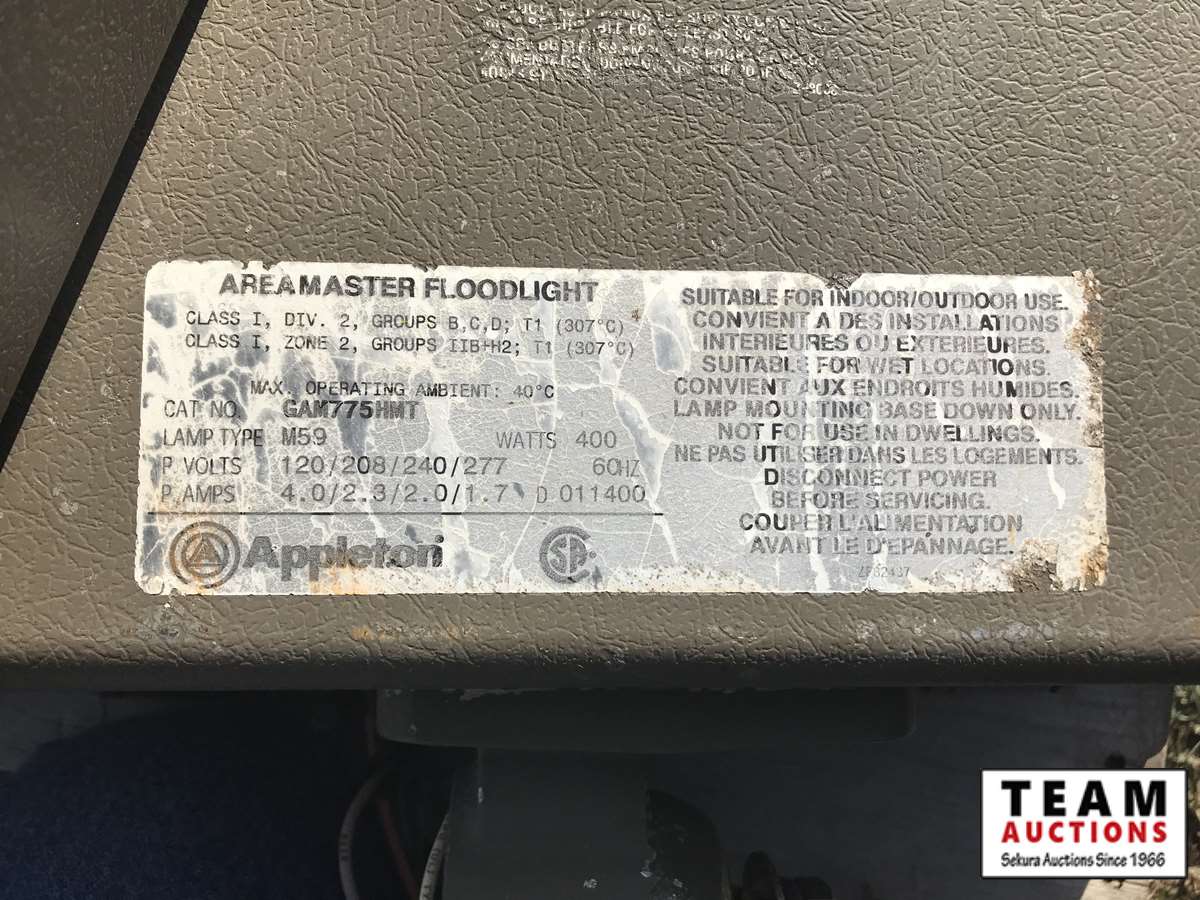 AREAMASTER FLOODLIGHT
CLASS I, DIV. 2, GROUPS B,C,D; T1 (307°C)
CLASS I, ZONE 2, GROUPS IIB+H2; T1 (307°C)
MAX. OPERATING AMBIENT: 40°C
CAT NO. GAM775HMT
LAMP TYPE M59 WATTS 400
P. VOLTS 120/208/240/277 60HZ
P. AMPS 4.0/2.3/2.0/1.7 D 011400
Appleton
SUITABLE FOR INDOOR/OUTDOOR USE.
CONVIENT A DES INSTALLATIONS
INTERIEURES OU EXTERIEURES.
SUITABLE FOR WET LOCATIONS.
CONVIENT AUX ENDROITS HUMIDES.
LAMP MOUNTING BASE DOWN ONLY.
NOT FOR USE IN DWELLINGS.
NE PAS UTILISER DANS LES LOGEMENTS.
DISCONNECT POWER
BEFORE SERVICING.
COUPER L'ALIMENTATION
AVANT LE D'EPANNAGE.
TEAM
AUCTIONS
Sekura Auctions Since 1966